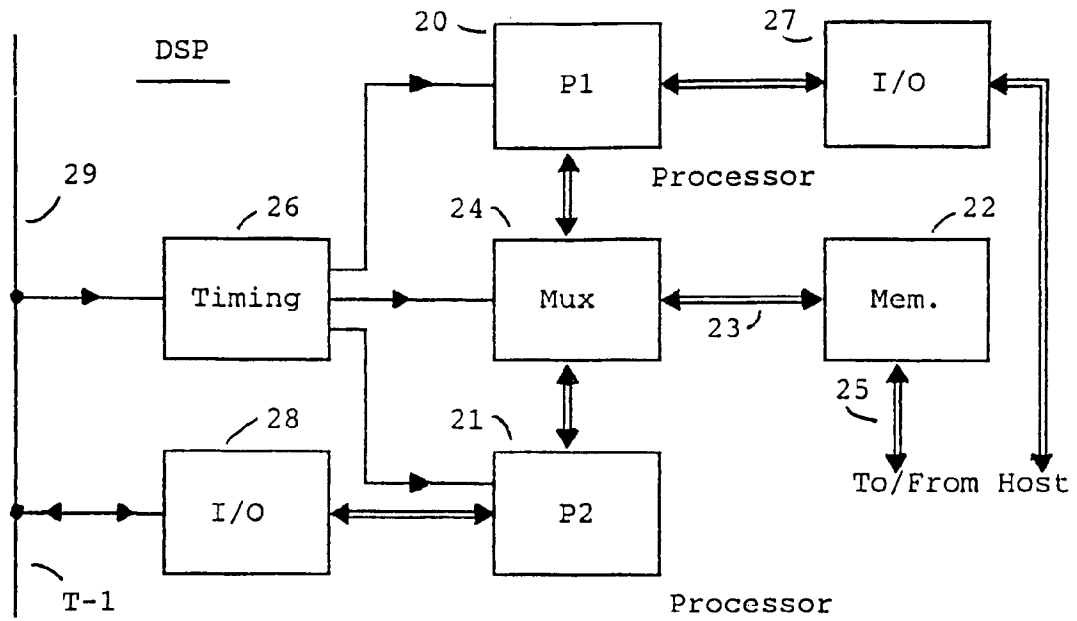 20
27
DSP
P1
I/O
29
Processor
26
24
22
Timing
Mux
Mem.
23
25
28
21
To/From Host
I/O
P2
T-1
Processor